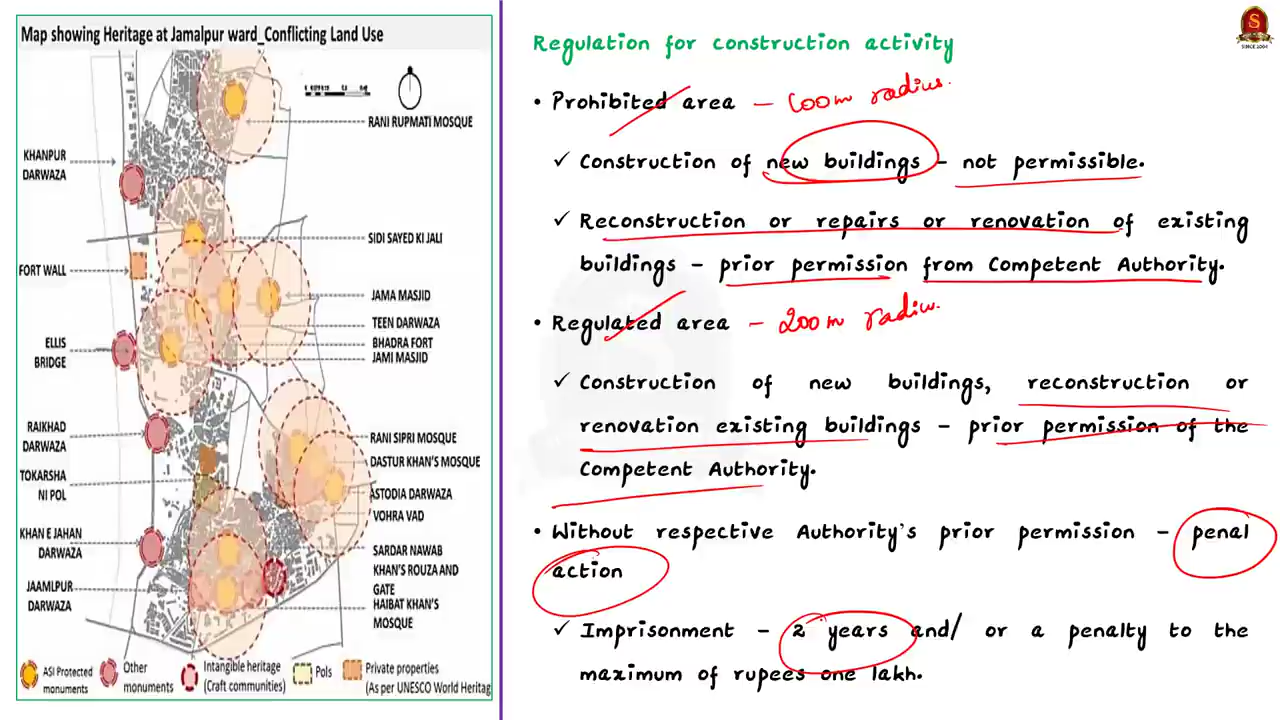 Map showing Heritage at Jamalpur ward_Conflicting Land Use
RANI RUPMATI MOSQUE
KHANPUR
DARWAZA
SIDI SAYED KI JALI
FORT WALL
JAMA MASJID
TEEN DARWAZA
BHADRA FORT
JAMI MASJID
ELLIS
BRIDGE
RAIKHAD
DARWAZA
RANI SIPRI MOSQUE
DASTUR KHAN'S MOSQUE
TOKARSHA
NI POL
ASTODIA DARWAZA
VOHRA VAD
KHAN E JAHAN
DARWAZA
SARDAR NAWAB
KHAN'S ROUZA AND
GATE
JAAMLPUR
DARWAZA
HAIBAT KHAN'S
MOSQUE
ASI Protected
monuments
Other
monuments
Intangible heritage
(Craft communities)
Pols
Private properties
(As per UNESCO World Heritag
Regulation for construction activity
• Prohibited area – 100m radius.
✓ Construction of new buildings – not permissible.
✓ Reconstruction or repairs or renovation of existing
buildings – prior permission from Competent Authority.
• Regulated area – 200m radius.
✓ Construction of new buildings, reconstruction or
renovation existing buildings – prior permission of the
Competent Authority.
• Without respective Authority's prior permission – penal
action
✓ Imprisonment – 2 years and/ or a penalty to the
maximum of rupees one lakh.
S
SINCE 2004